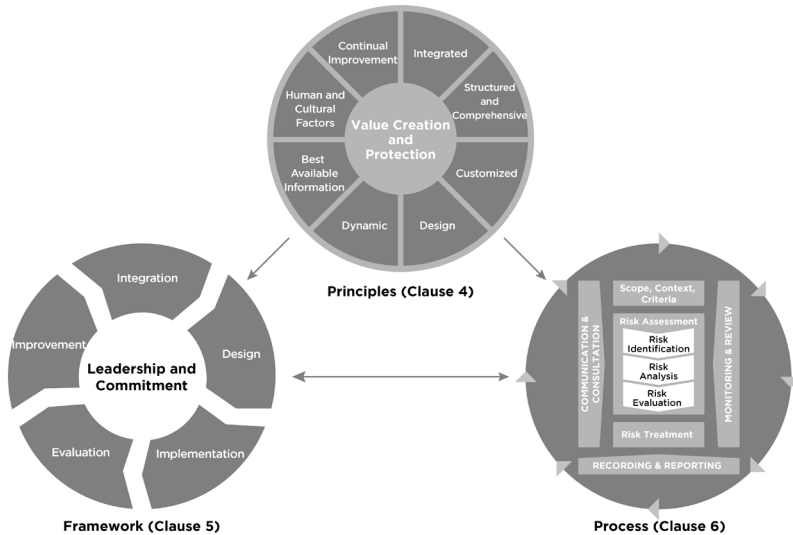 Continual
Improvement
Integrated
Human and
Cultural
Factors
Structured
and
Comprehensive
Value Creation
and
Protection
Best
Available
Information
Customized
Dynamic
Design
Principles (Clause 4)
Integration
Improvement
Design
Leadership and
Commitment
Evaluation
Implementation
Framework (Clause 5)
Scope, Context,
Criteria
Risk Assessment
Risk
Identification
Risk
Analysis
Risk
Evaluation
COMMUNICATION &
CONSULTATION
MONITORING & REVIEW
Risk Treatment
RECORDING & REPORTING
Process (Clause 6)